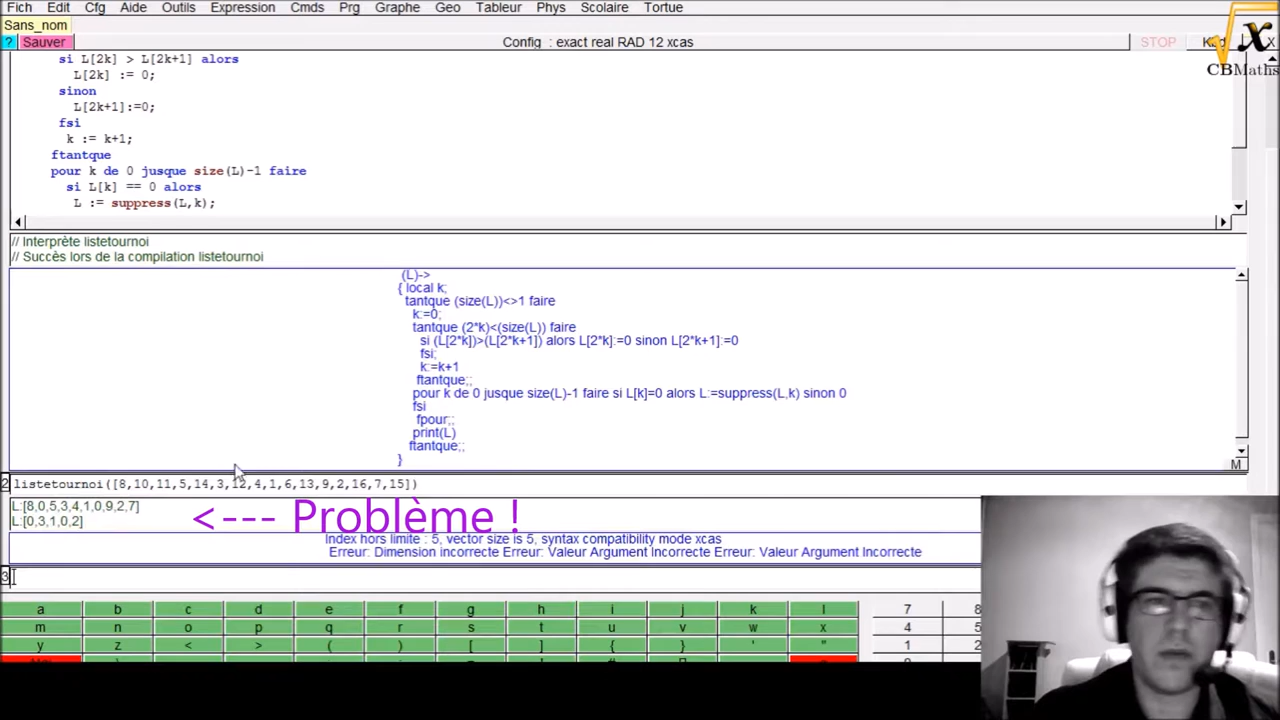 Fich Edit Cfg Aide Outils Expression Cmds Prg Graphe Geo Tableur Phys Scolaire Tortue
Sans_nom
? Sauver Config : exact real RAD 12 xcas STOP X
x
CBMaths
si L[2k] > L[2k+1] alors
L[2k] := 0;
sinon
L[2k+1]:=0;
fsi
k := k+1;
ftantque
pour k de 0 jusque size(L)-1 faire
si L[k] == 0 alors
L := suppress(L,k);
// Interprète listetournoi
// Succès lors de la compilation listetournoi
(L)->
{ local k;
tantque (size(L))<>1 faire
k:=0;
tantque (2*k)<(size(L)) faire
si (L[2*k])>(L[2*k+1]) alors L[2*k]:=0 sinon L[2*k+1]:=0
fsi;
k:=k+1
ftantque;;
pour k de 0 jusque size(L)-1 faire si L[k]=0 alors L:=suppress(L,k) sinon 0
fsi
fpour;;
print(L)
ftantque;;
}
M
2 listetournoi([8,10,11,5,14,3,12,4,1,6,13,9,2,16,7,15])
L:[8,0,5,3,4,1,0,9,2,7]
L:[0,3,1,0,2]
<--- Problème !
Index hors limite : 5, vector size is 5, syntax compatibility mode xcas
Erreur: Dimension incorrecte Erreur: Valeur Argument Incorrecte Erreur: Valeur Argument Incorrecte
3
a b c d e f g h i j k l 7 8
m n o p q r s t u v w x 4 5
y z < > ( ) [ ] { } ' " 1 2